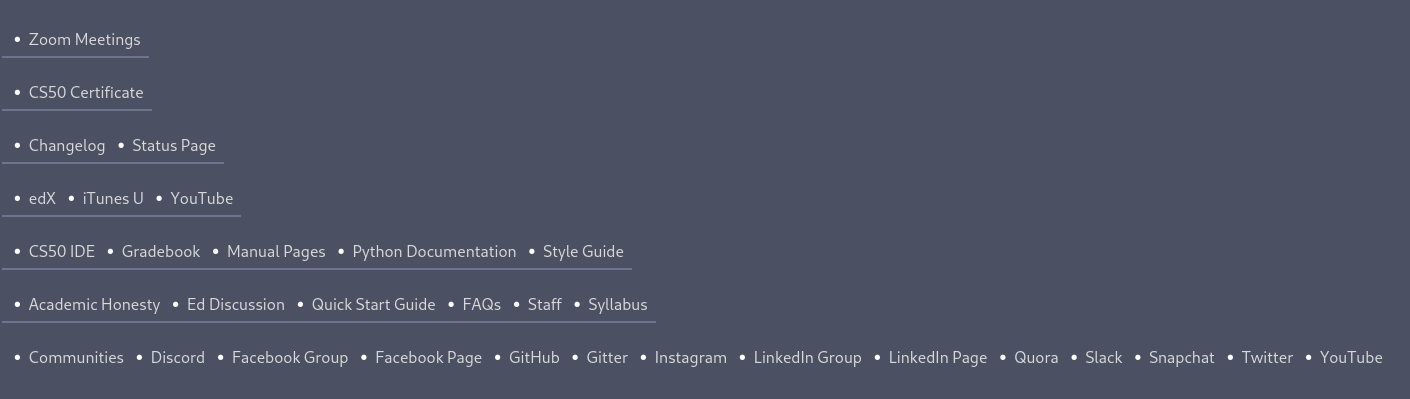 • Zoom Meetings
• CS50 Certificate
• Changelog • Status Page
• edX • iTunes U • YouTube
• CS50 IDE • Gradebook • Manual Pages • Python Documentation • Style Guide
• Academic Honesty • Ed Discussion • Quick Start Guide • FAQs • Staff • Syllabus
• Communities • Discord • Facebook Group • Facebook Page • GitHub • Gitter • Instagram • LinkedIn Group • LinkedIn Page • Quora • Slack • Snapchat • Twitter • YouTube